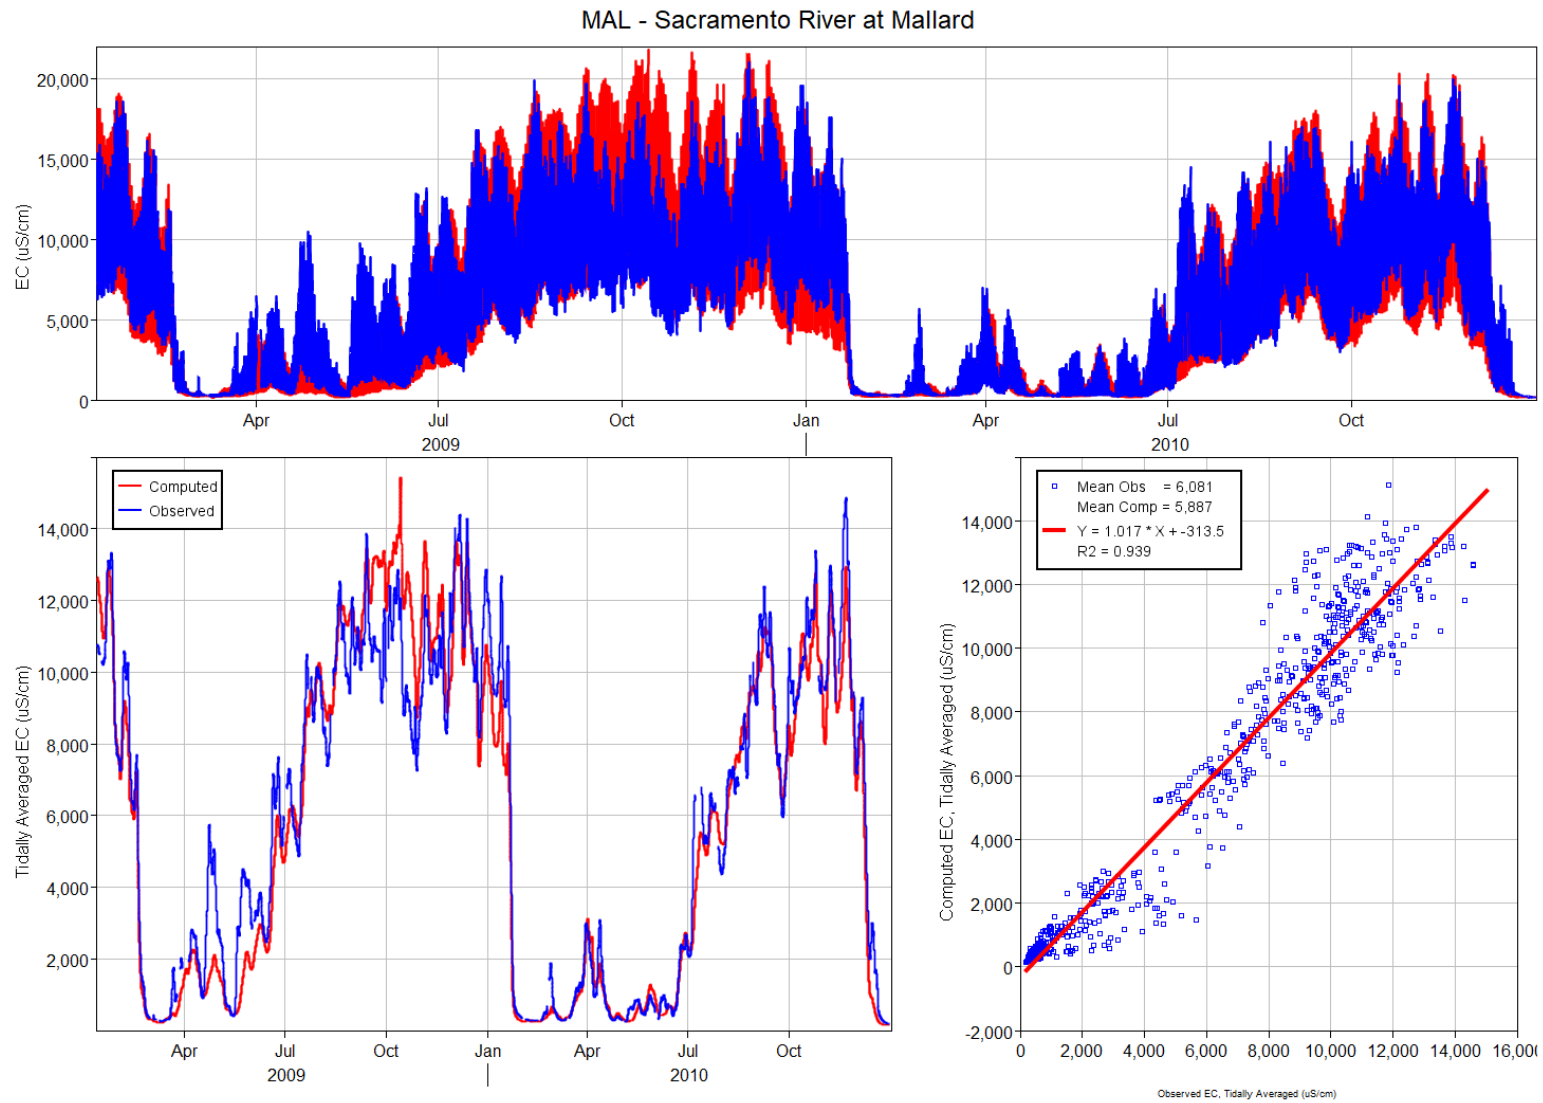 MAL - Sacramento River at Mallard
EC (uS/cm)
20,000
15,000
10,000
5,000
0
Apr Jul Oct Jan Apr Jul Oct
2009 2010
Tidally Averaged EC (uS/cm)
Computed
Observed
14,000
12,000
10,000
8,000
6,000
4,000
2,000
Apr Jul Oct Jan Apr Jul Oct
2009 2010
Computed EC, Tidally Averaged (uS/cm)
Mean Obs = 6,081
Mean Comp = 5,887
Y = 1.017 * X + -313.5
R2 = 0.939
14,000
12,000
10,000
8,000
6,000
4,000
2,000
0
-2,000
0 2,000 4,000 6,000 8,000 10,000 12,000 14,000 16,00
Observed EC, Tidally Averaged (uS/cm)